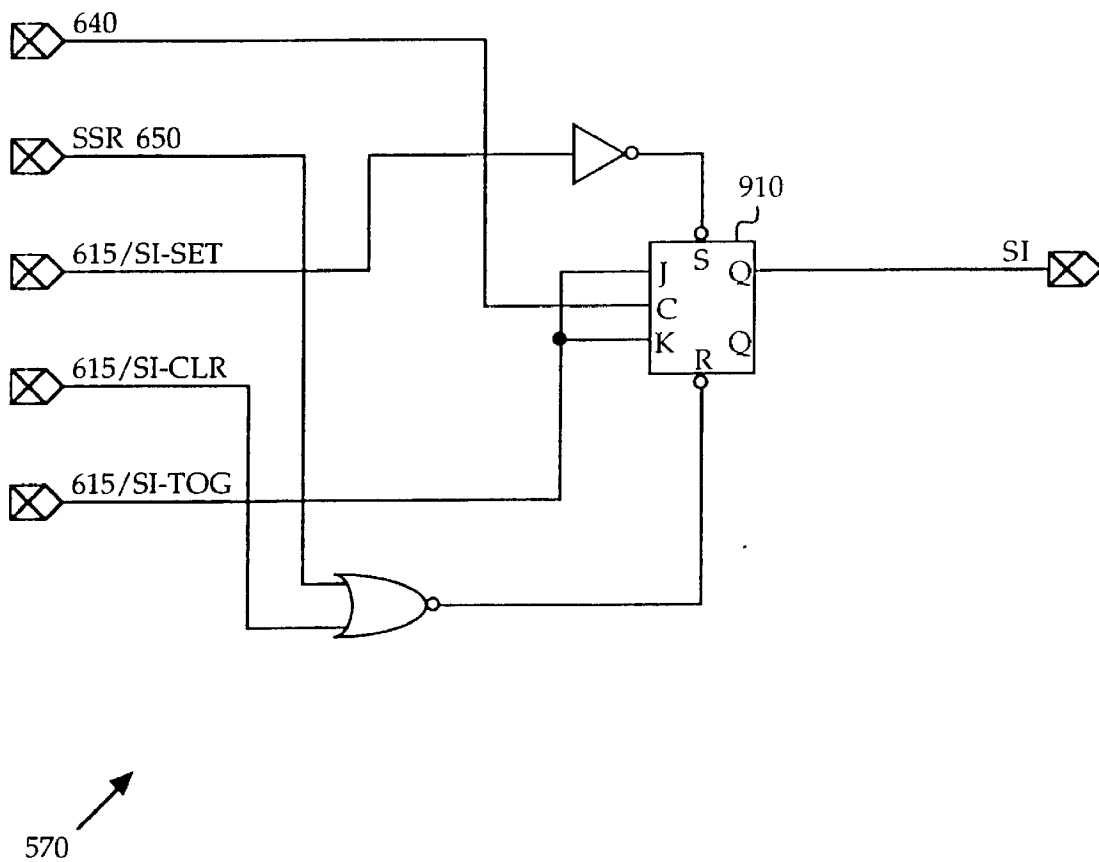 640
SSR 650
910
615/SI-SET
S
J
Q
SI
C
K
Q
R
615/SI-CLR
615/SI-TOG
570